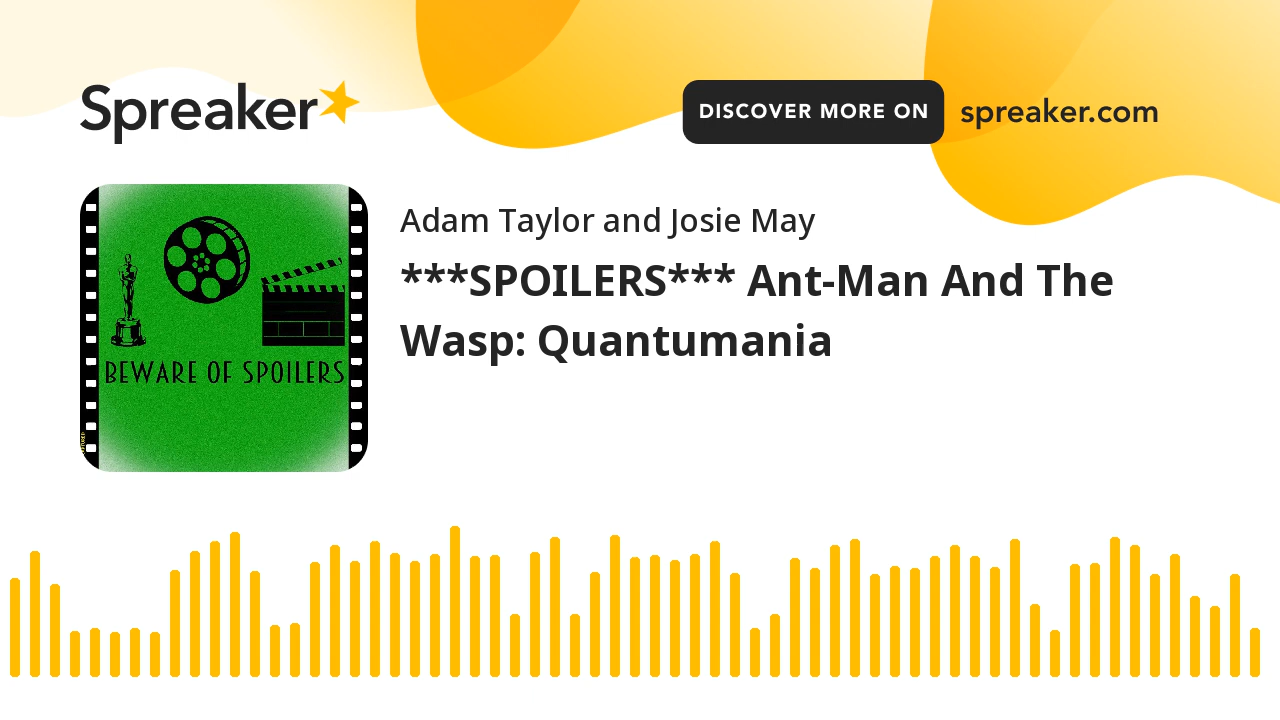 Spreaker
DISCOVER MORE ON
spreaker.com
BEWARE OF SPOILERS
Adam Taylor and Josie May
***SPOILERS*** Ant-Man And The
Wasp: Quantumania